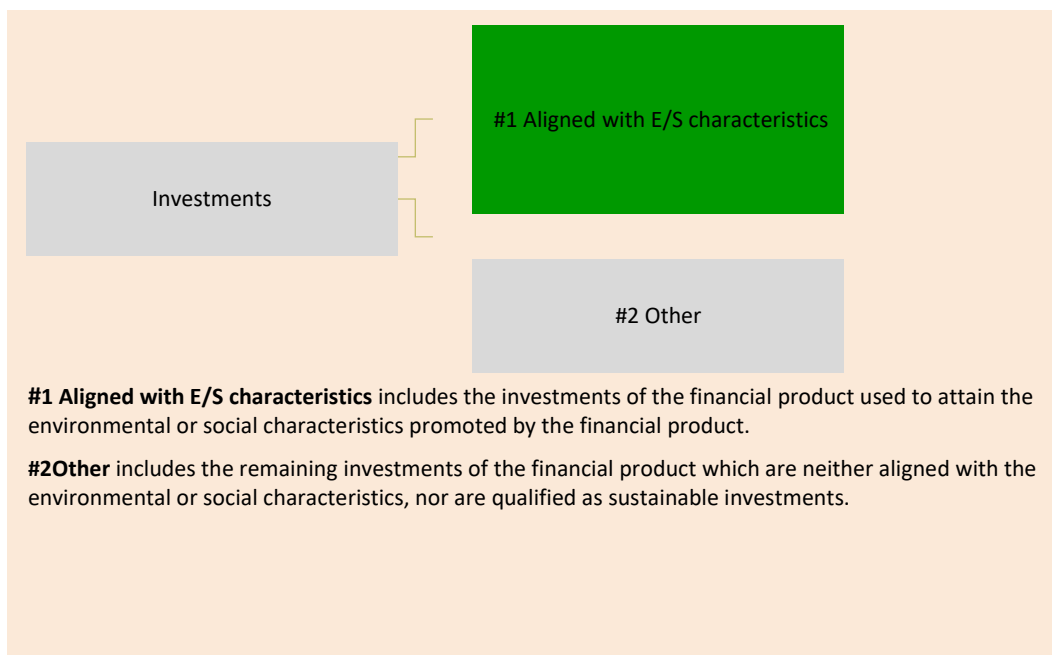 #1 Aligned with E/S characteristics
Investments
#2 Other
#1 Aligned with E/S characteristics includes the investments of the financial product used to attain the
environmental or social characteristics promoted by the financial product.
#2Other includes the remaining investments of the financial product which are neither aligned with the
environmental or social characteristics, nor are qualified as sustainable investments.